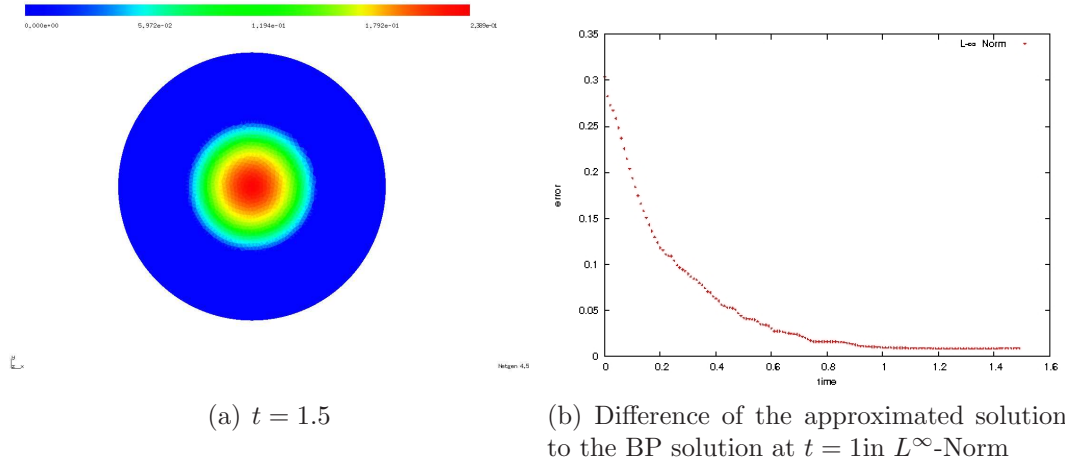 0.000e+00 5.972e-02 1.194e-01 1.792e-01 2.389e-01
Netgen 4.5
(a) t = 1.5
L-∞ Norm
error
0.35
0.3
0.25
0.2
0.15
0.1
0.05
0
0 0.2 0.4 0.6 0.8 1 1.2 1.4 1.6
time
(b) Difference of the approximated solution
to the BP solution at t = 1in L∞-Norm